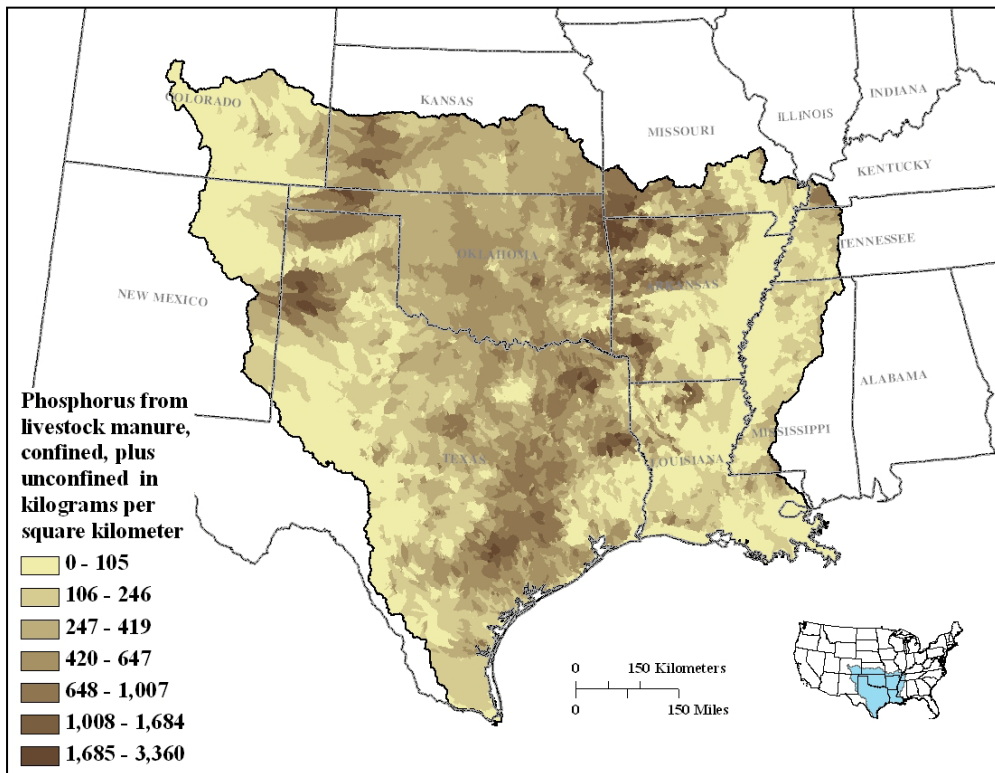 COLORADO
KANSAS
MISSOURI
ILLINOIS
INDIANA
KENTUCKY
TENNESSEE
OKLAHOMA
ARKANSAS
NEW MEXICO
ALABAMA
MISSISSIPPI
TEXAS
LOUISIANA
Phosphorus from
livestock manure,
confined, plus
unconfined in
kilograms per
square kilometer
0 - 105
106 - 246
247 - 419
420 - 647
648 - 1,007
1,008 - 1,684
1,685 - 3,360
0 150 Kilometers
0 150 Miles